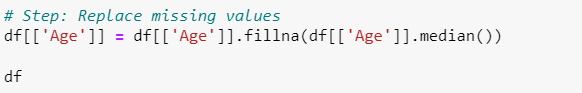 # Step: Replace missing values
df[['Age']] = df[['Age']].fillna(df[['Age']].median())
df